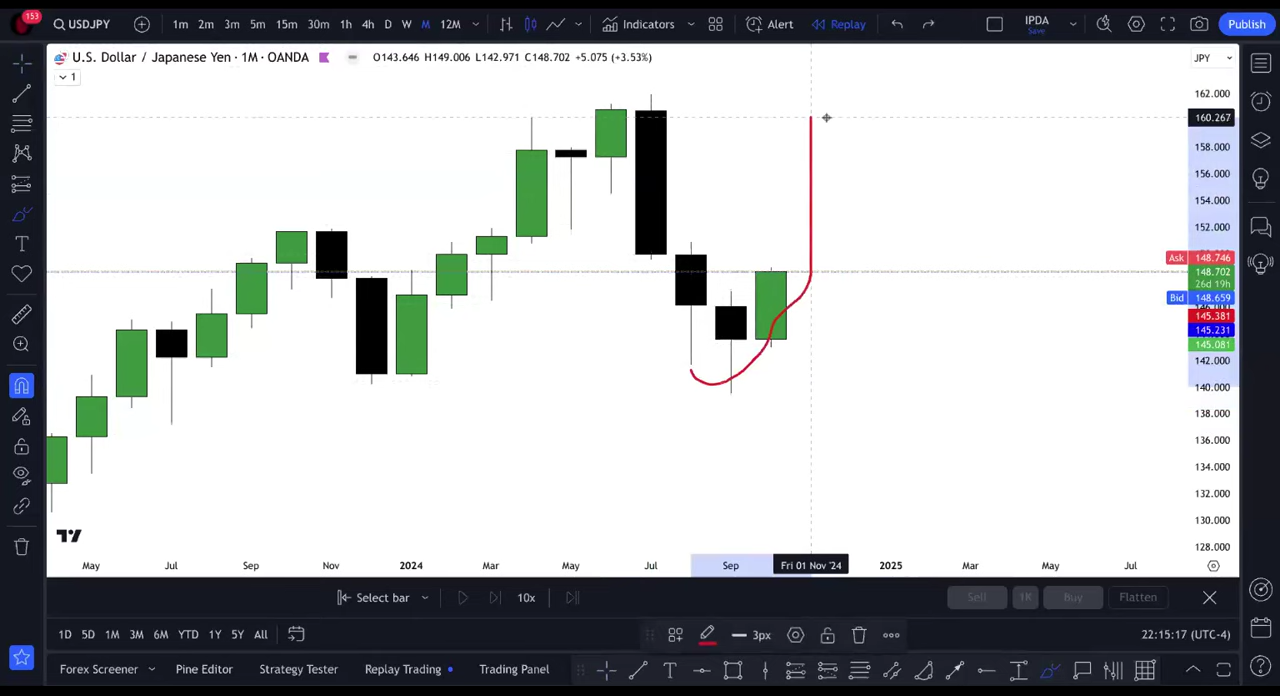 153 USDJPY 1m 2m 3m 5m 15m 30m 1h 4h D W M 12M Indicators Alert Replay IPDA Save Publish
U.S. Dollar / Japanese Yen · 1M · OANDA O143.646 H149.006 L142.971 C148.702 +5.075 (+3.53%) JPY
1
162.000
160.267
158.000
156.000
154.000
152.000
Ask 148.746
148.702
26d 19h
Bid 148.659
145.381
145.231
145.081
142.000
140.000
138.000
136.000
134.000
132.000
130.000
128.000
May Jul Sep Nov 2024 Mar May Jul Sep Fri 01 Nov '24 2025 Mar May Jul
Select bar 10x Sell 1K Buy Flatten
1D 5D 1M 3M 6M YTD 1Y 5Y All 3px 22:15:17 (UTC-4)
Forex Screener Pine Editor Strategy Tester Replay Trading Trading Panel